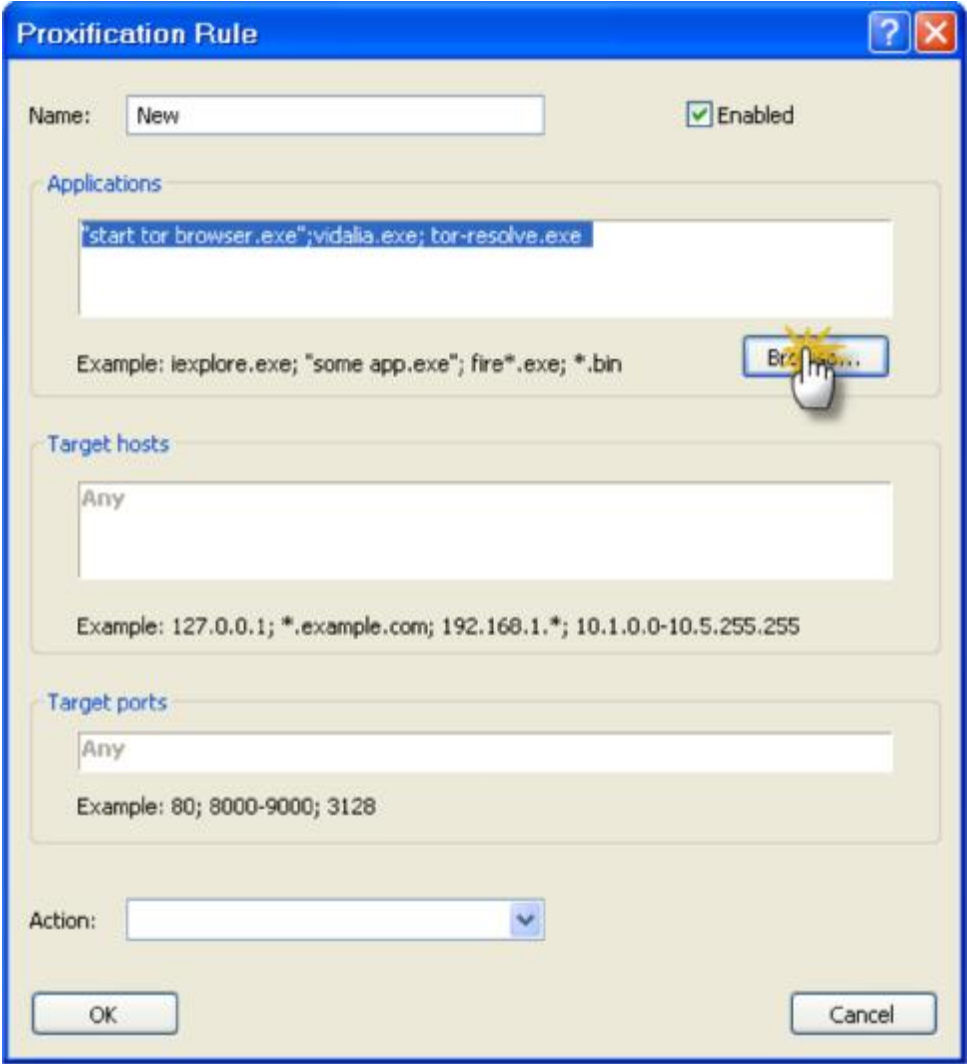 Proxification Rule
Name: New Enabled
Applications
"start tor browser.exe";vidalia.exe; tor-resolve.exe
Example: iexplore.exe; "some app.exe"; fire*.exe; *.bin
Target hosts
Any
Example: 127.0.0.1; *.example.com; 192.168.1.*; 10.1.0.0-10.5.255.255
Target ports
Any
Example: 80; 8000-9000; 3128
Action:
OK Cancel